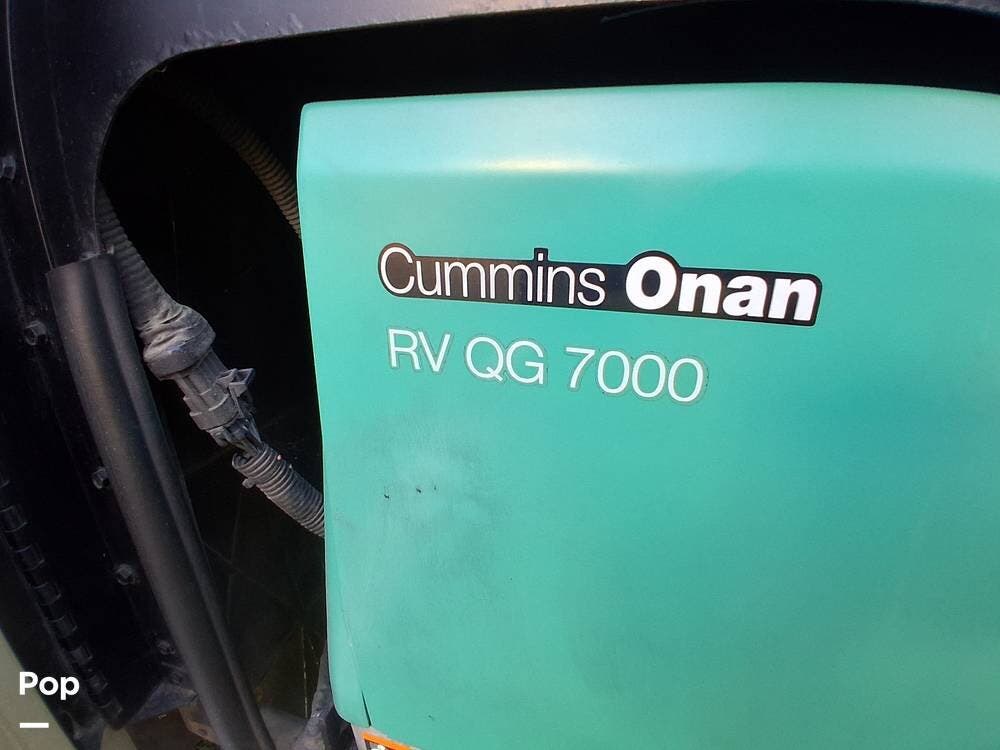 Cummins Onan
RV QG 7000
Pop